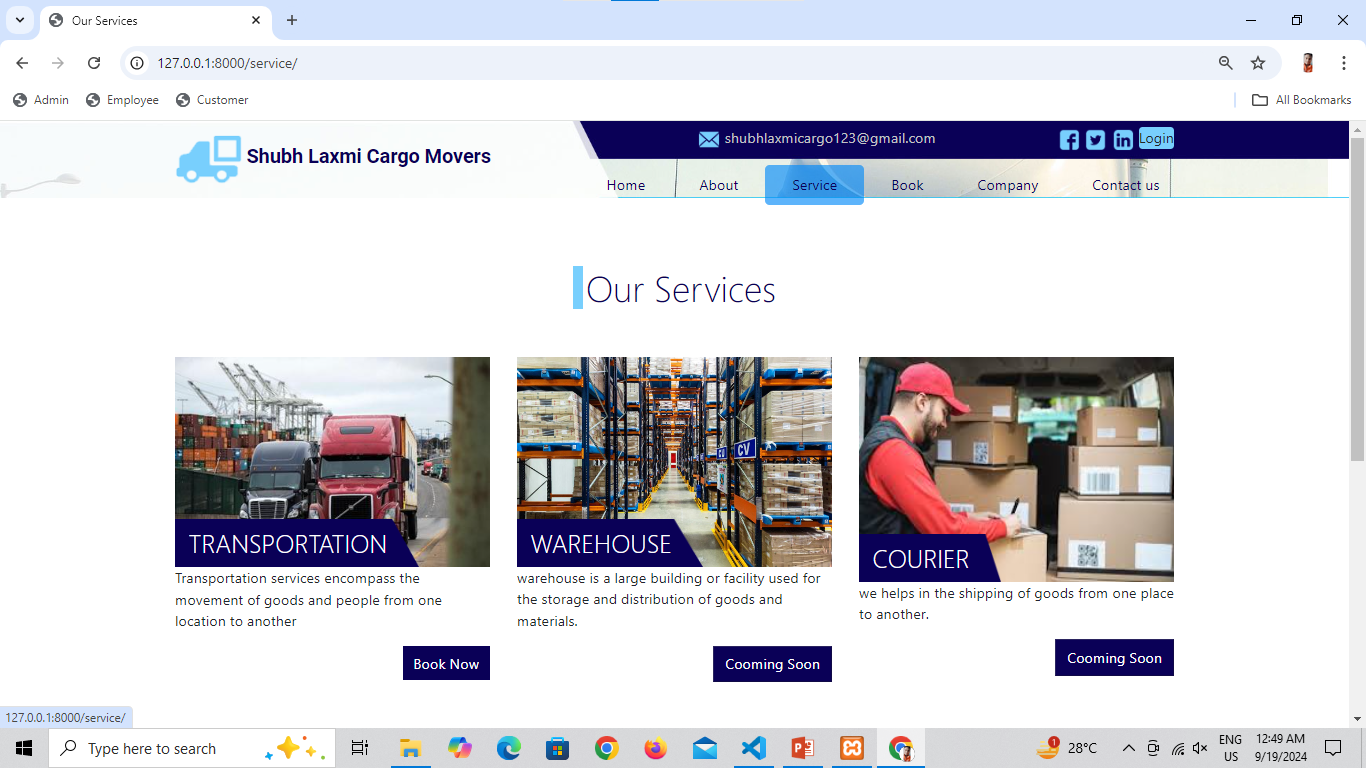 Our Services
127.0.0.1:8000/service/
Admin Employee Customer All Bookmarks
Shubh Laxmi Cargo Movers
shubhlaxmicargo123@gmail.com Login
Home About Service Book Company Contact us
Our Services
TRANSPORTATION
Transportation services encompass the
movement of goods and people from one
location to another
Book Now
CV
WAREHOUSE
warehouse is a large building or facility used for
the storage and distribution of goods and
materials.
Cooming Soon
COURIER
we helps in the shipping of goods from one place
to another.
Cooming Soon
127.0.0.1:8000/service/
Type here to search
1
28°C
ENG
US
12:49 AM
9/19/2024